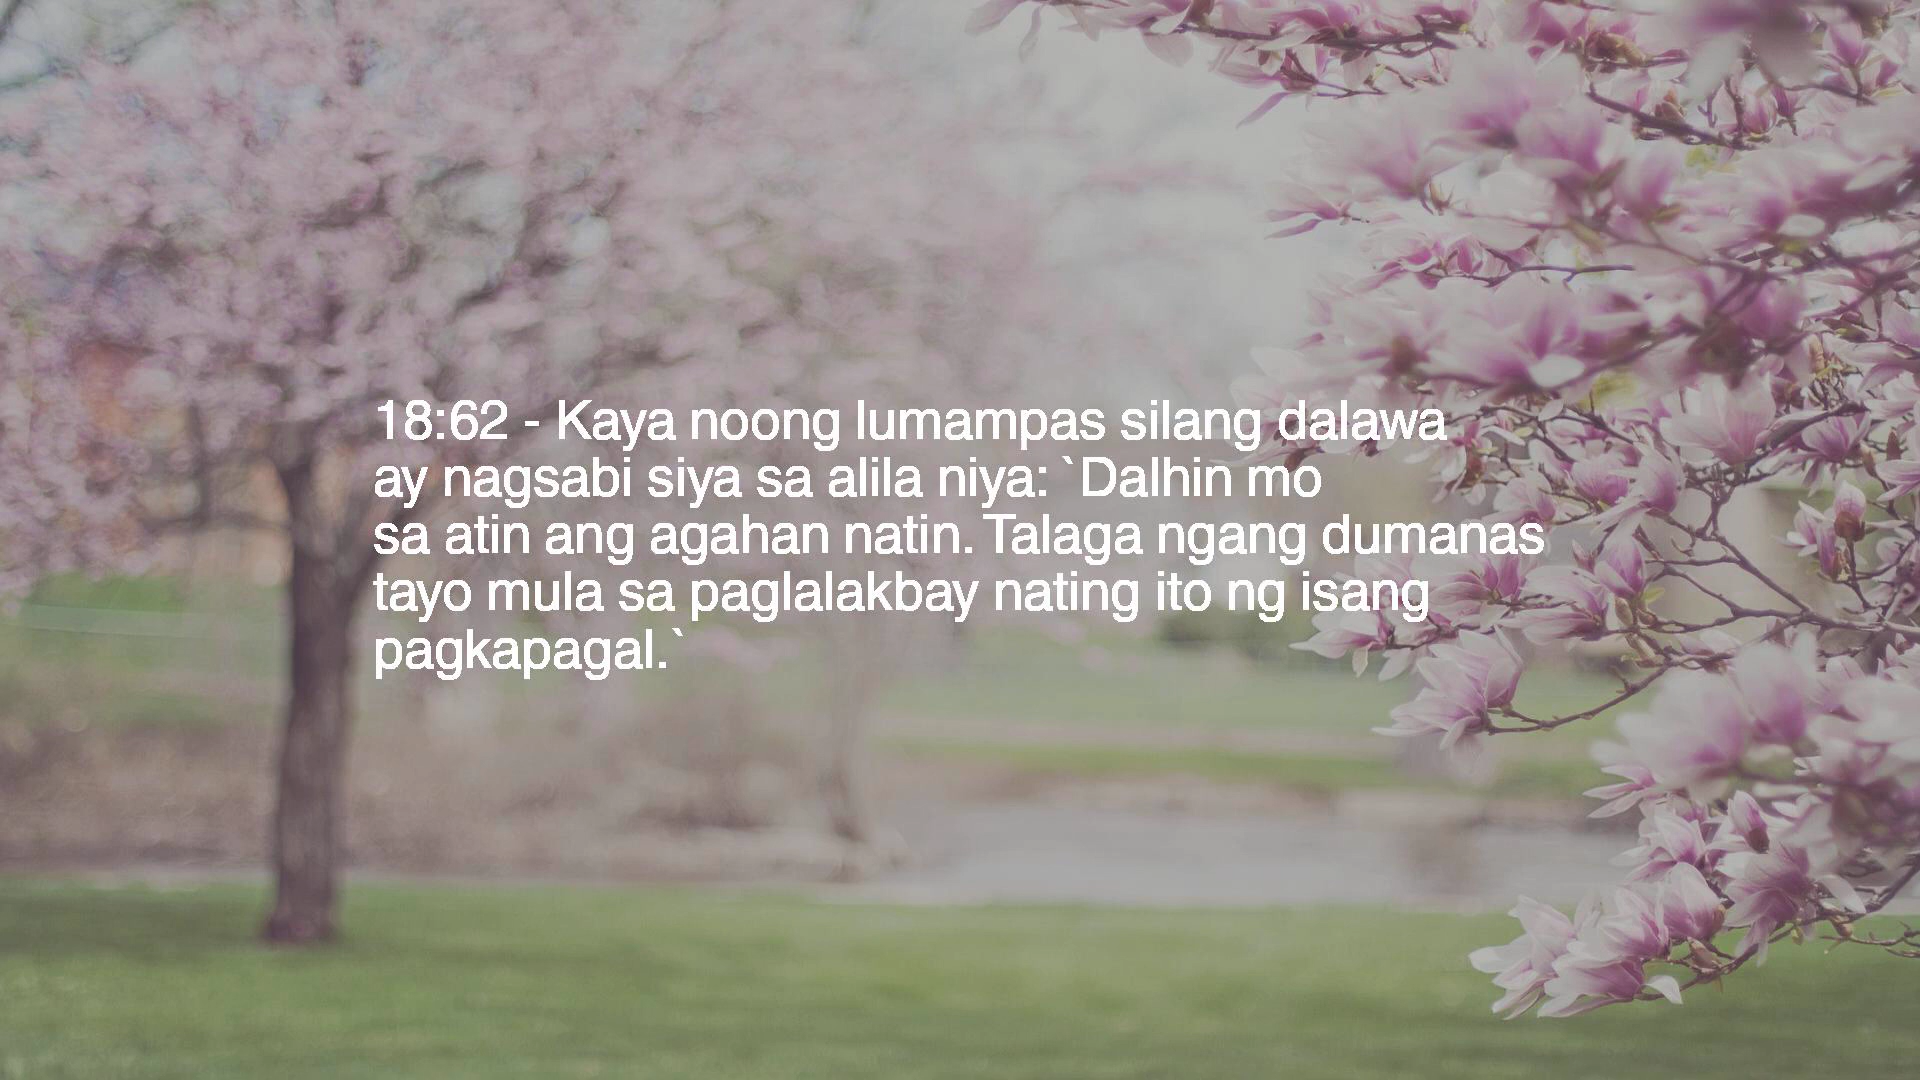 18:62 - Kaya noong lumampas silang dalawa
ay nagsabi siya sa alila niya: `Dalhin mo
sa atin ang agahan natin. Talaga ngang dumanas
tayo mula sa paglalakbay nating ito ng isang
pagkapagal.`